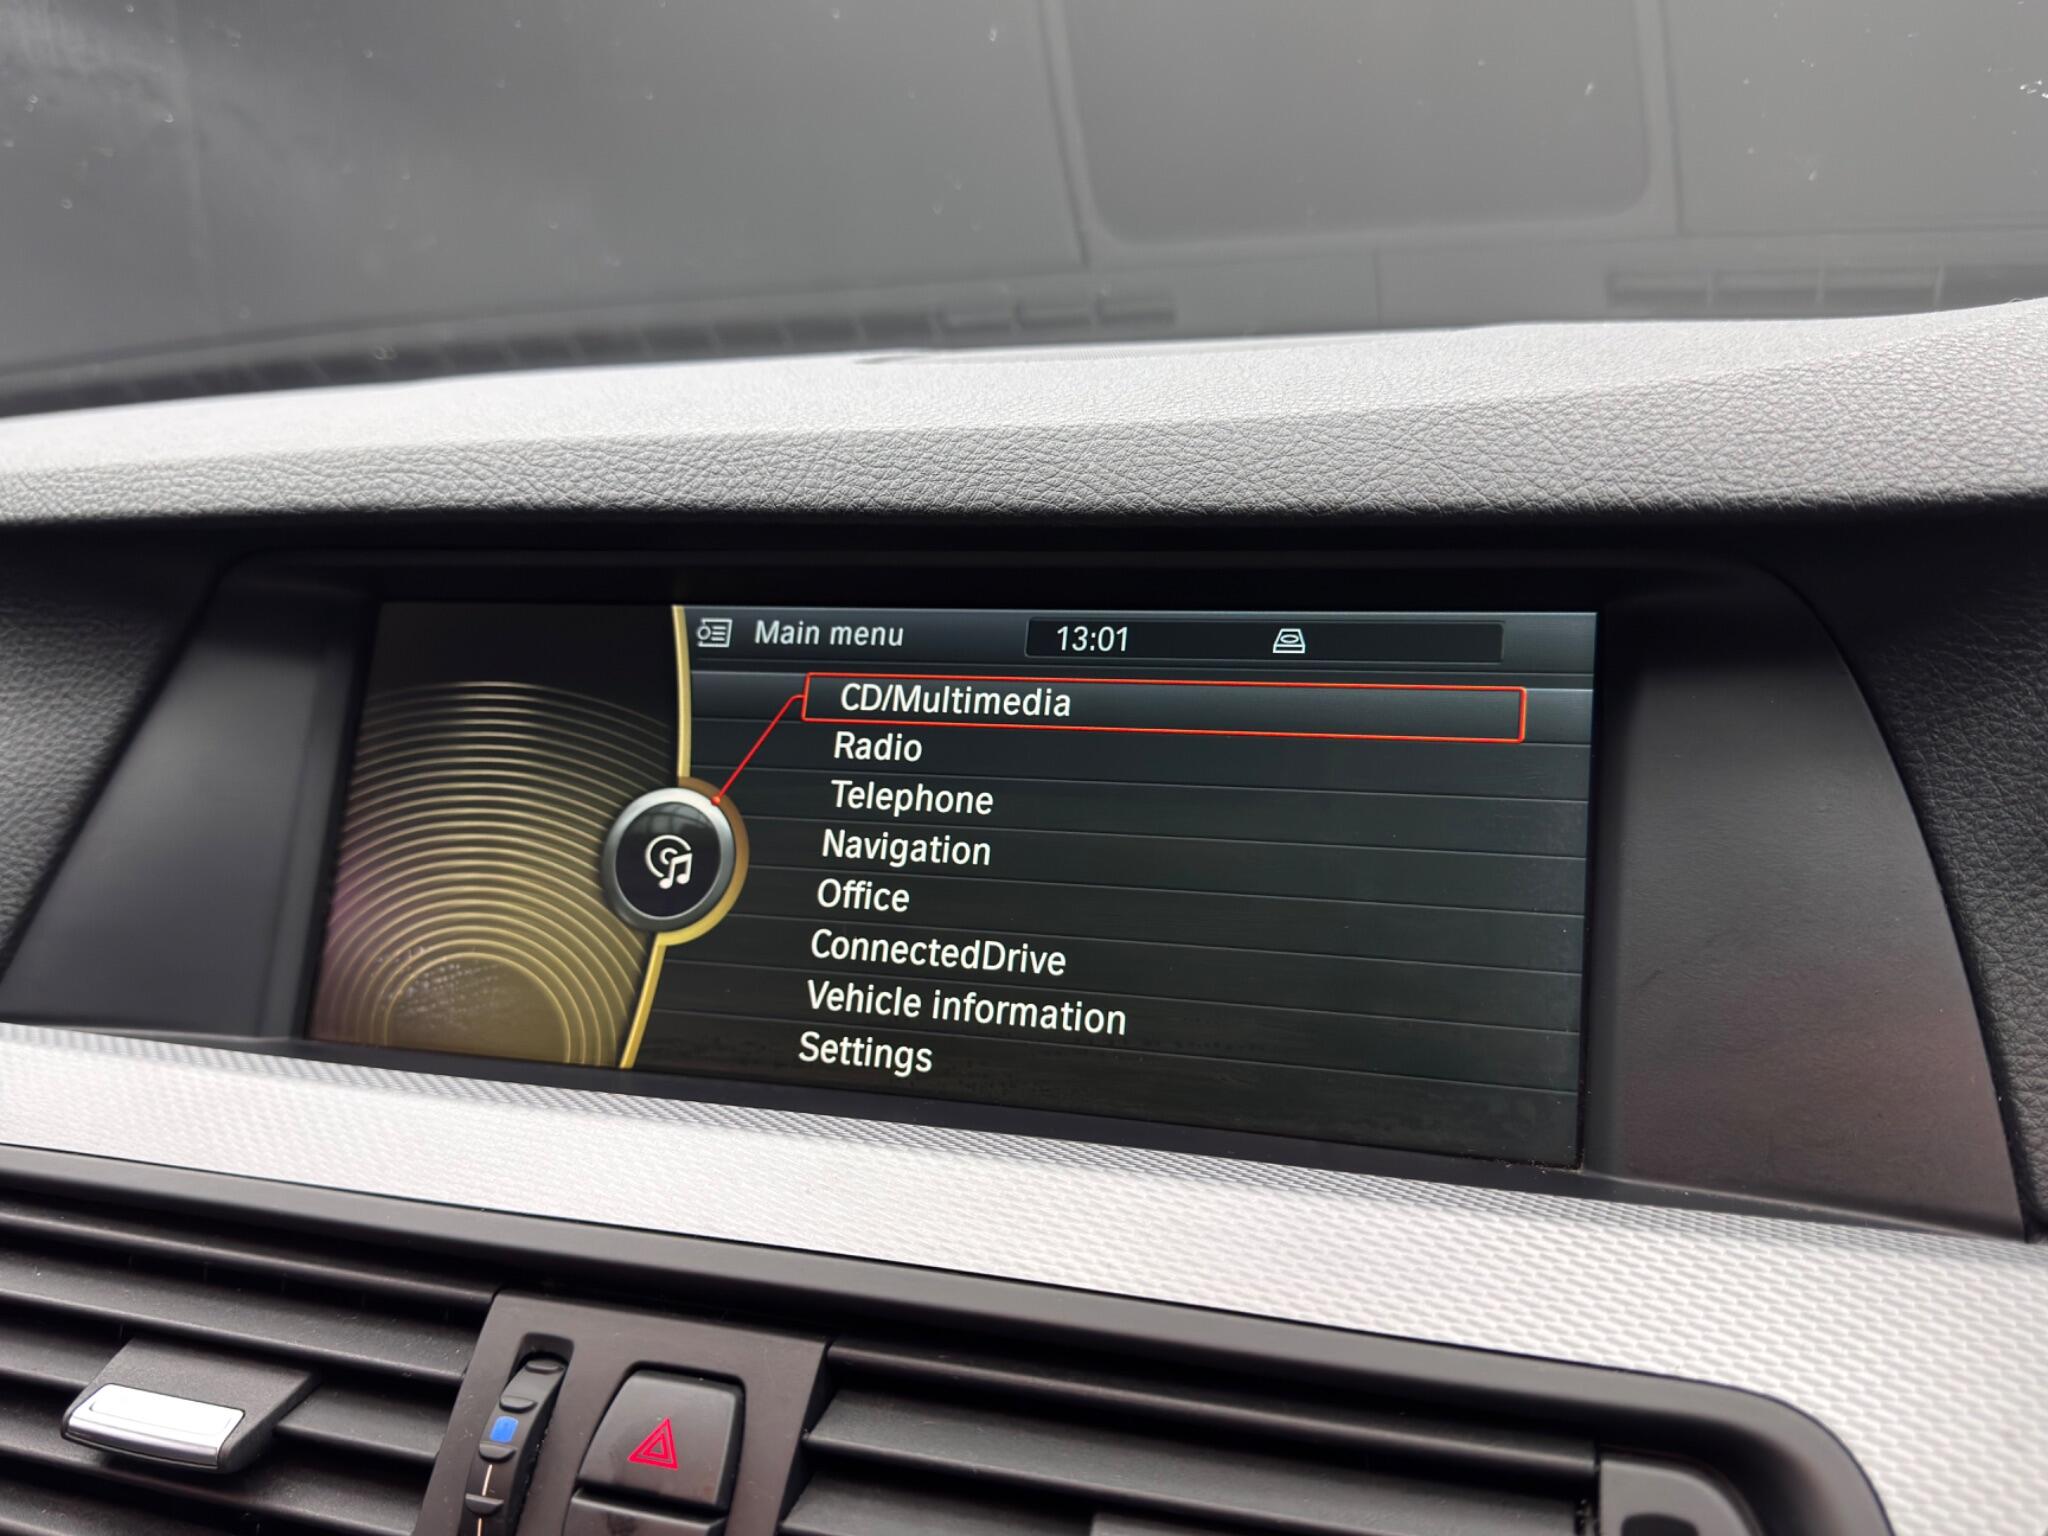 Main menu 13:01
CD/Multimedia
Radio
Telephone
Navigation
Office
ConnectedDrive
Vehicle information
Settings